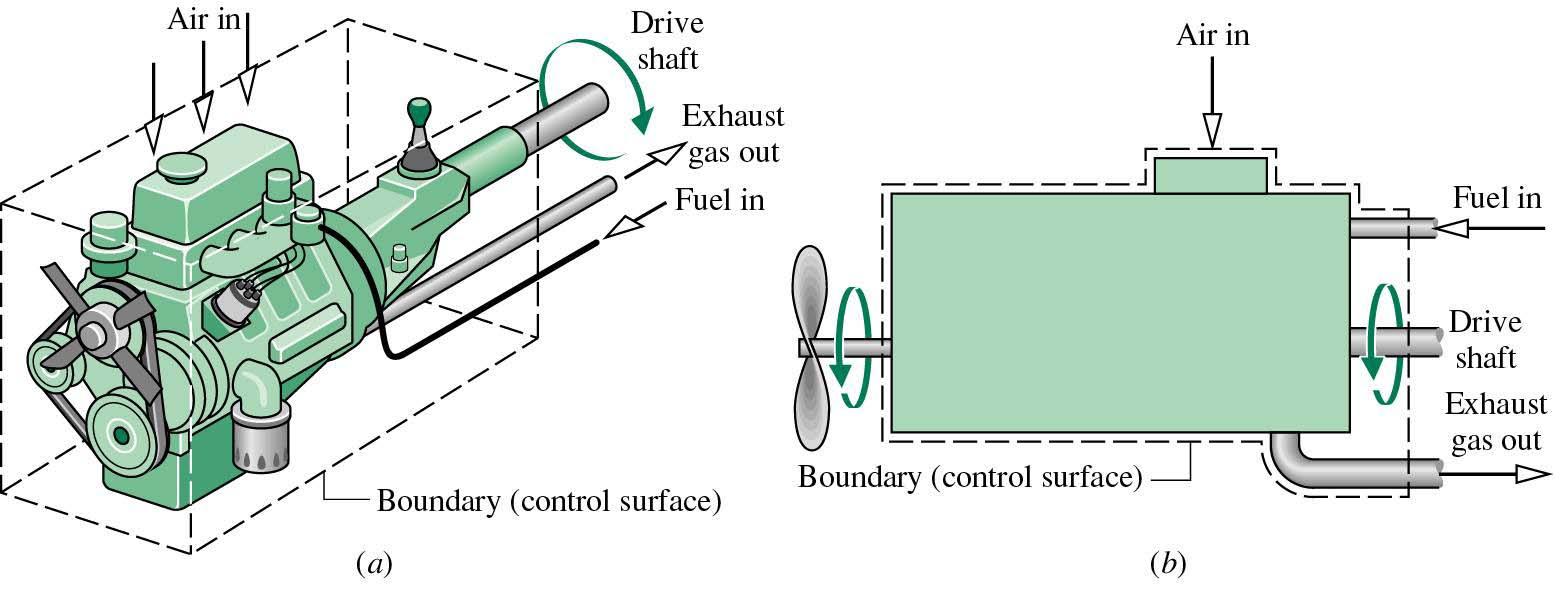 Air in
Drive
shaft
Exhaust
gas out
Fuel in
Boundary (control surface)
(a)
Air in
Fuel in
Drive
shaft
Exhaust
gas out
Boundary (control surface)
(b)